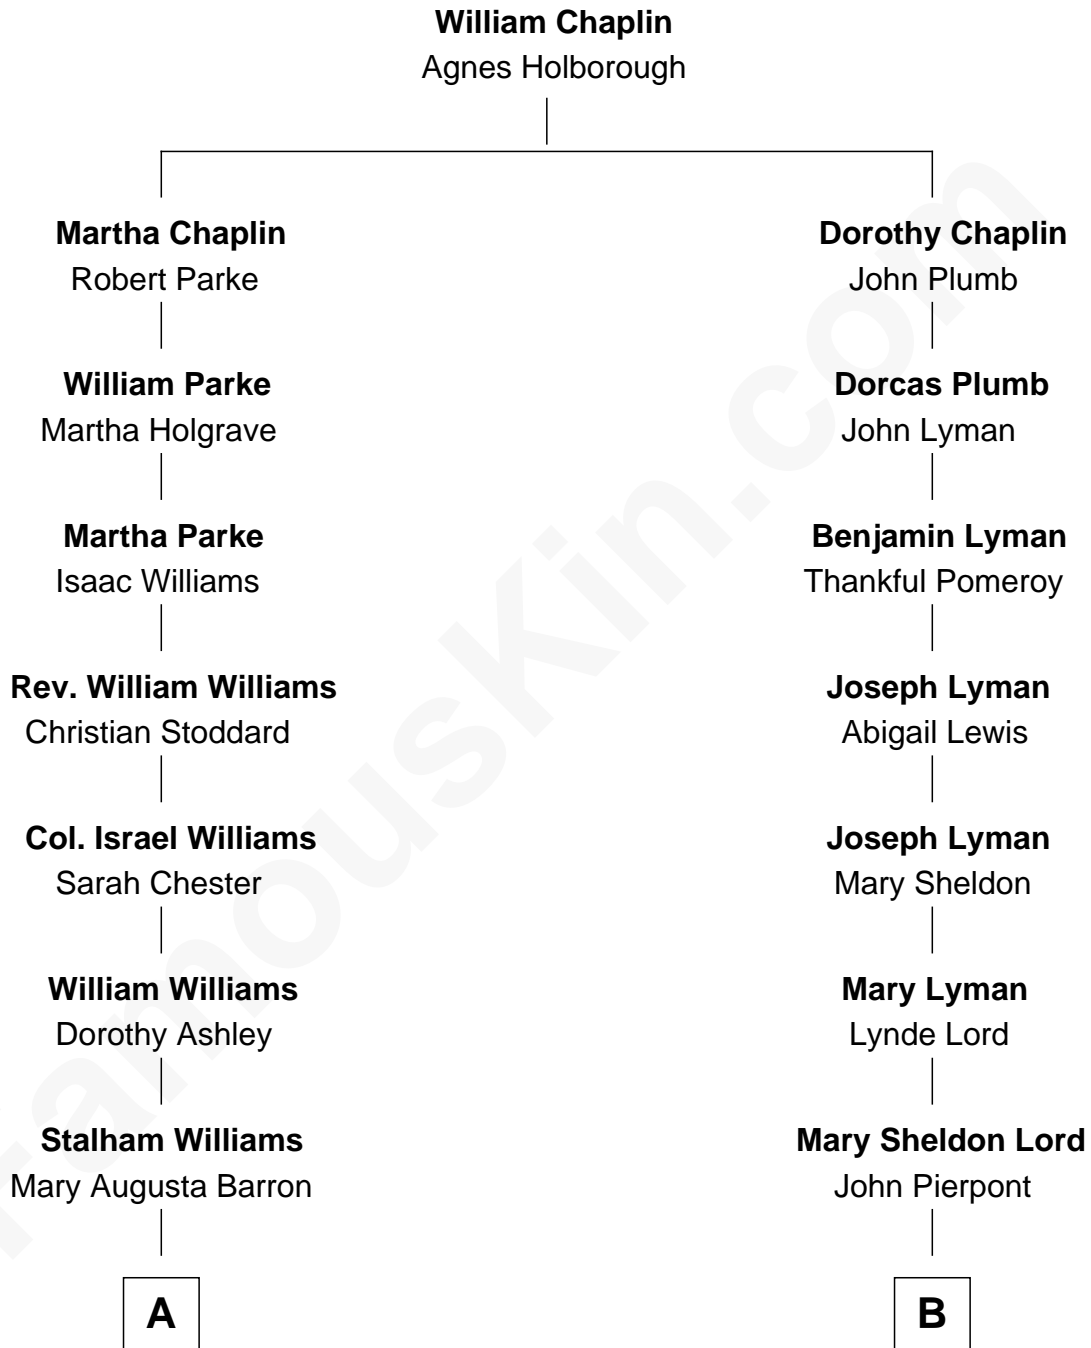 William Chaplin
Agnes Holborough
Martha Chaplin
Robert Parke
Dorothy Chaplin
John Plumb
William Parke
Martha Holgrave
Dorcas Plumb
John Lyman
Martha Parke
Isaac Williams
Benjamin Lyman
Thankful Pomeroy
Rev. William Williams
Christian Stoddard
Joseph Lyman
Abigail Lewis
Col. Israel Williams
Sarah Chester
Joseph Lyman
Mary Sheldon
William Williams
Dorothy Ashley
Mary Lyman
Lynde Lord
Stalham Williams
Mary Augusta Barron
Mary Sheldon Lord
John Pierpont
A
B
FamousKin.com